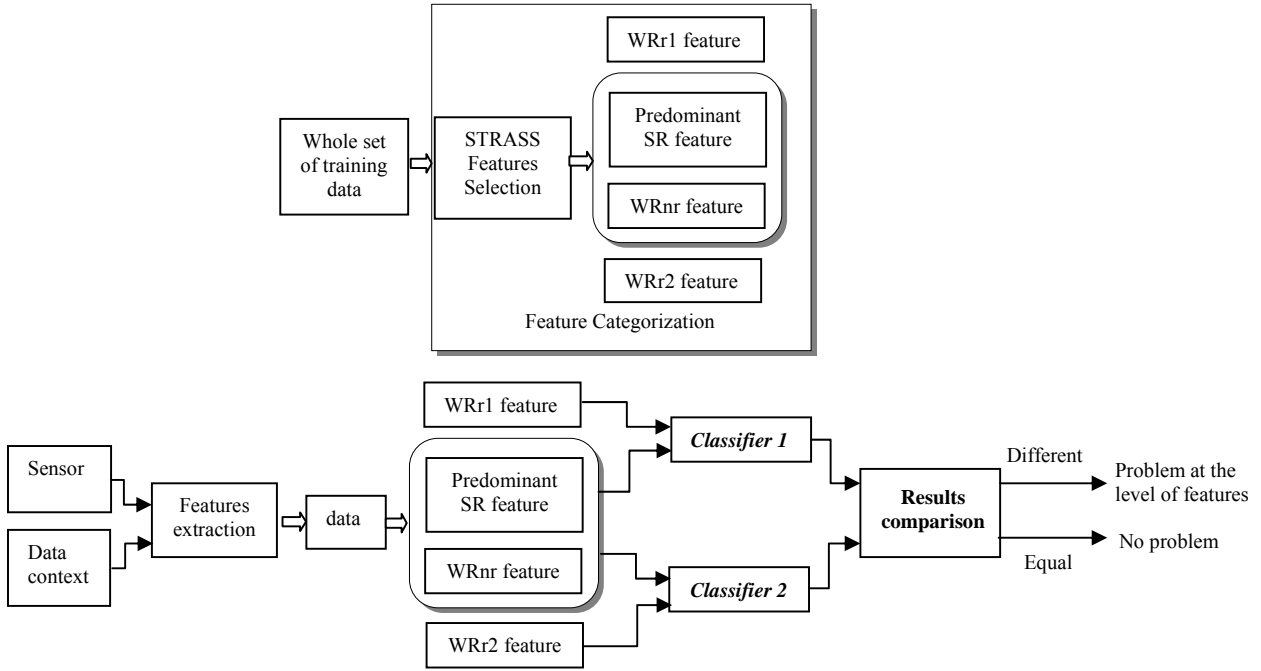 WRr1 feature
Whole set
of training
data
STRASS
Features
Selection
Predominant
SR feature
WRnr feature
WRr2 feature
Feature Categorization
WRr1 feature
Sensor
Data
context
Features
extraction
data
Predominant
SR feature
WRnr feature
WRr2 feature
Classifier 1
Classifier 2
Results
comparison
Different
Problem at the
level of features
Equal
No problem